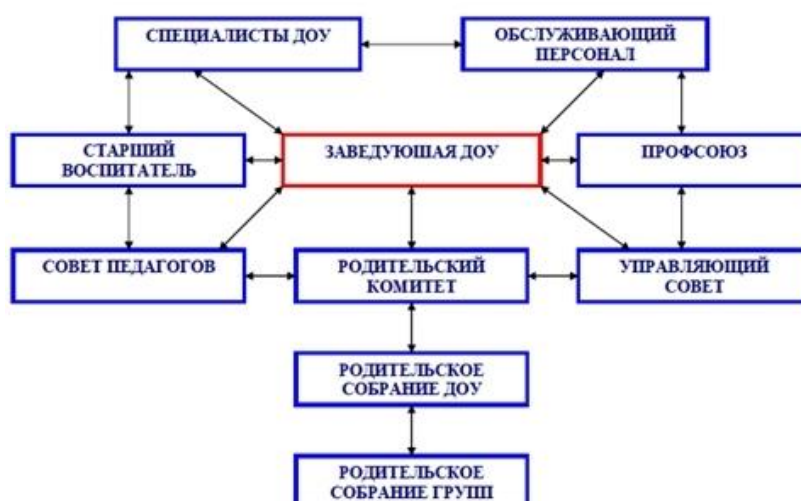 СПЕЦИАЛИСТЫ ДОУ
ОБСЛУЖИВАЮЩИЙ
ПЕРСОНАЛ
СТАРШИЙ
ВОСПИТАТЕЛЬ
ЗАВЕДУЮШАЯ ДОУ
ПРОФСОЮЗ
СОВЕТ ПЕДАГОГОВ
РОДИТЕЛЬСКИЙ
КОМИТЕТ
УПРАВЛЯЮЩИЙ
СОВЕТ
РОДИТЕЛЬСКОЕ
СОБРАНИЕ ДОУ
РОДИТЕЛЬСКОЕ
СОБРАНИЕ ГРУПП